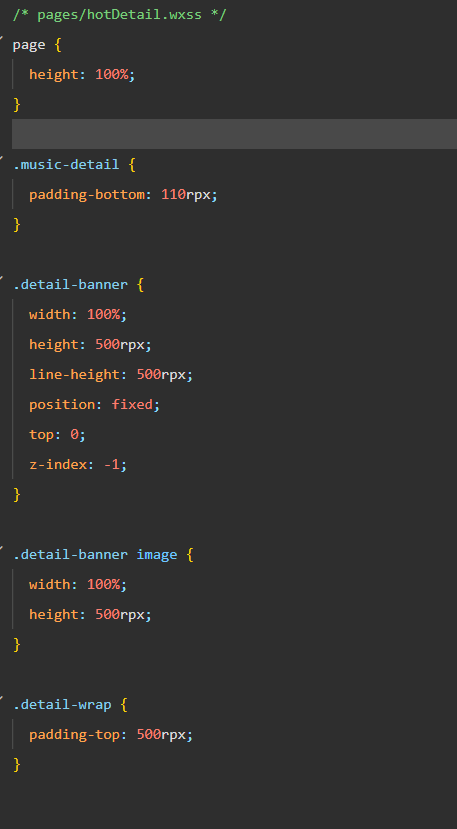 /* pages/hotDetail.wxss */
page {
height: 100%;
}
.music-detail {
padding-bottom: 110rpx;
}
.detail-banner {
width: 100%;
height: 500rpx;
line-height: 500rpx;
position: fixed;
top: 0;
z-index: -1;
}
.detail-banner image {
width: 100%;
height: 500rpx;
}
.detail-wrap {
padding-top: 500rpx;
}